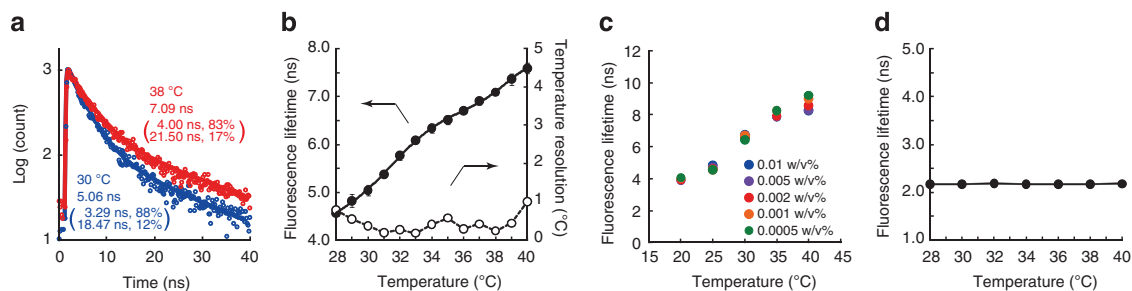 a
Log (count)
3
2
1
38 °C
7.09 ns
(4.00 ns, 83%
21.50 ns, 17%)
30 °C
5.06 ns
(3.29 ns, 88%
18.47 ns, 12%)
0 10 20 30 40
Time (ns)
b
Fluorescence lifetime (ns)
8.0
7.0
6.0
5.0
4.0
5
4
3
2
1
0
Temperature resolution (°C)
28 30 32 34 36 38 40
Temperature (°C)
c
Fluorescence lifetime (ns)
12
10
8
6
4
2
0
0.01 w/v%
0.005 w/v%
0.002 w/v%
0.001 w/v%
0.0005 w/v%
15 20 25 30 35 40 45
Temperature (°C)
d
Fluorescence lifetime (ns)
5.0
4.0
3.0
2.0
1.0
28 30 32 34 36 38 40
Temperature (°C)